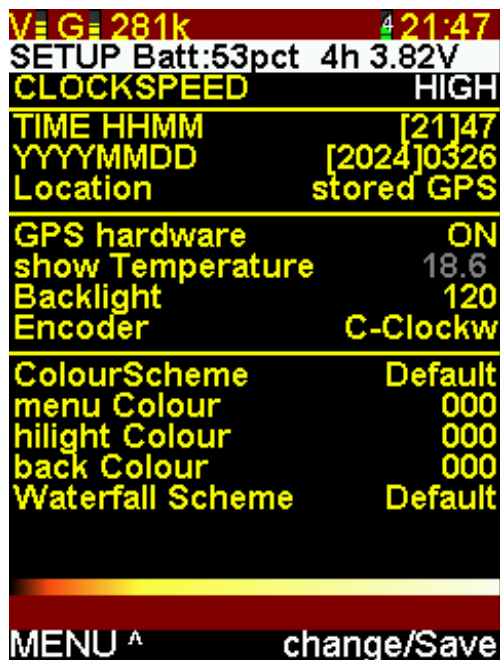 V G 281k 4 21:47
SETUP Batt:53pct 4h 3.82V
CLOCKSPEED HIGH
TIME HHMM [21]47
YYYYMMDD [2024]0326
Location stored GPS
GPS hardware ON
show Temperature 18.6
Backlight 120
Encoder C-Clockw
ColourScheme Default
menu Colour 000
hilight Colour 000
back Colour 000
Waterfall Scheme Default
MENU ^ change/Save